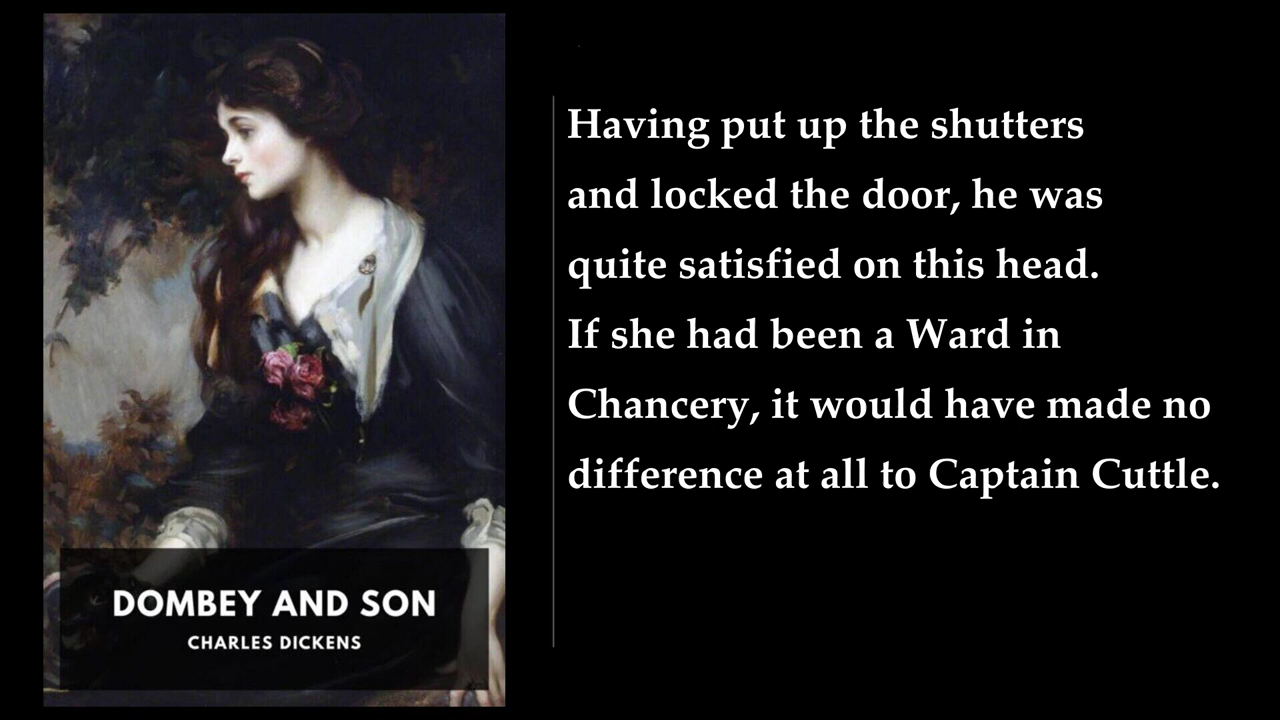 DOMBEY AND SON
CHARLES DICKENS
Having put up the shutters
and locked the door, he was
quite satisfied on this head.
If she had been a Ward in
Chancery, it would have made no
difference at all to Captain Cuttle.